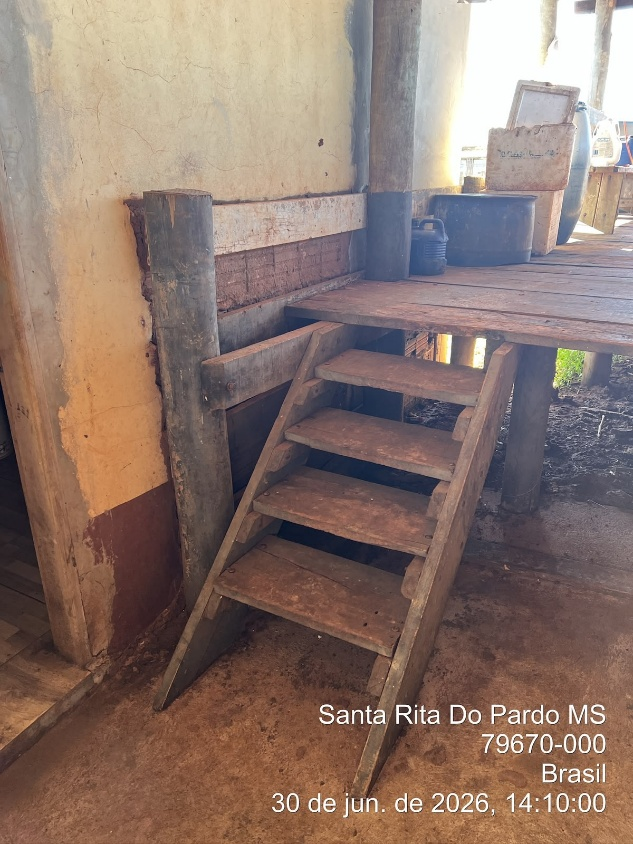 Santa Rita Do Pardo MS
79670-000
Brasil
30 de jun. de 2026, 14:10:00